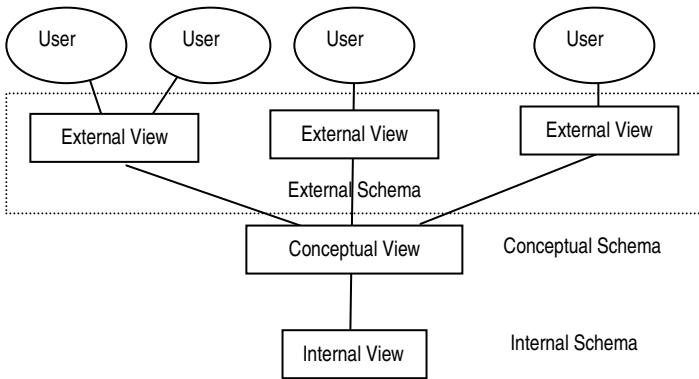 User
User
User
User
External View
External View
External View
External Schema
Conceptual View
Conceptual Schema
Internal View
Internal Schema